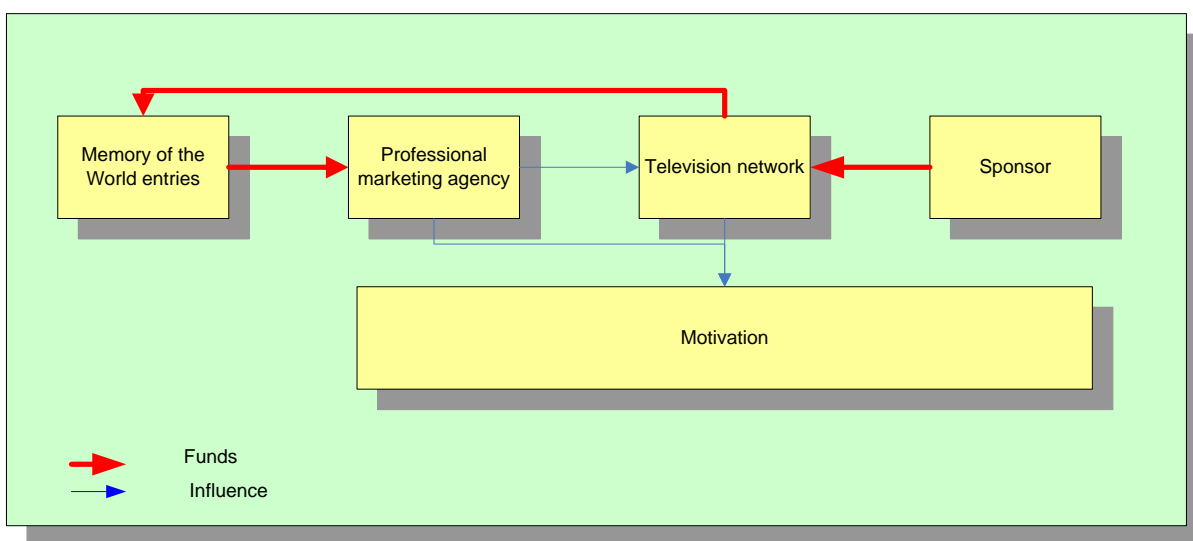 Memory of the
World entries
Professional
marketing agency
Television network
Sponsor
Motivation
Funds
Influence